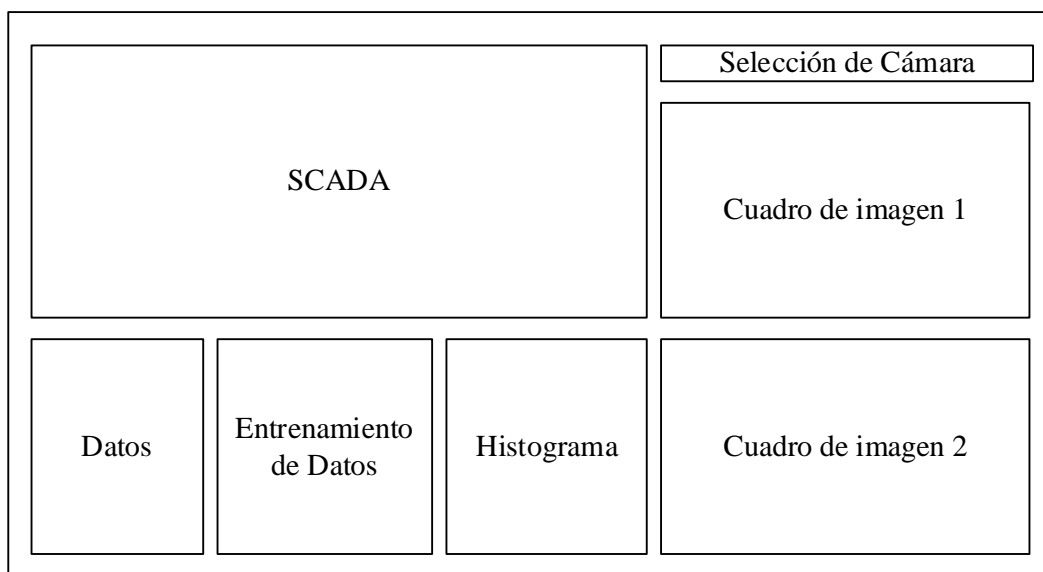 Selección de Cámara
SCADA
Cuadro de imagen 1
Datos
Entrenamiento
de Datos
Histograma
Cuadro de imagen 2